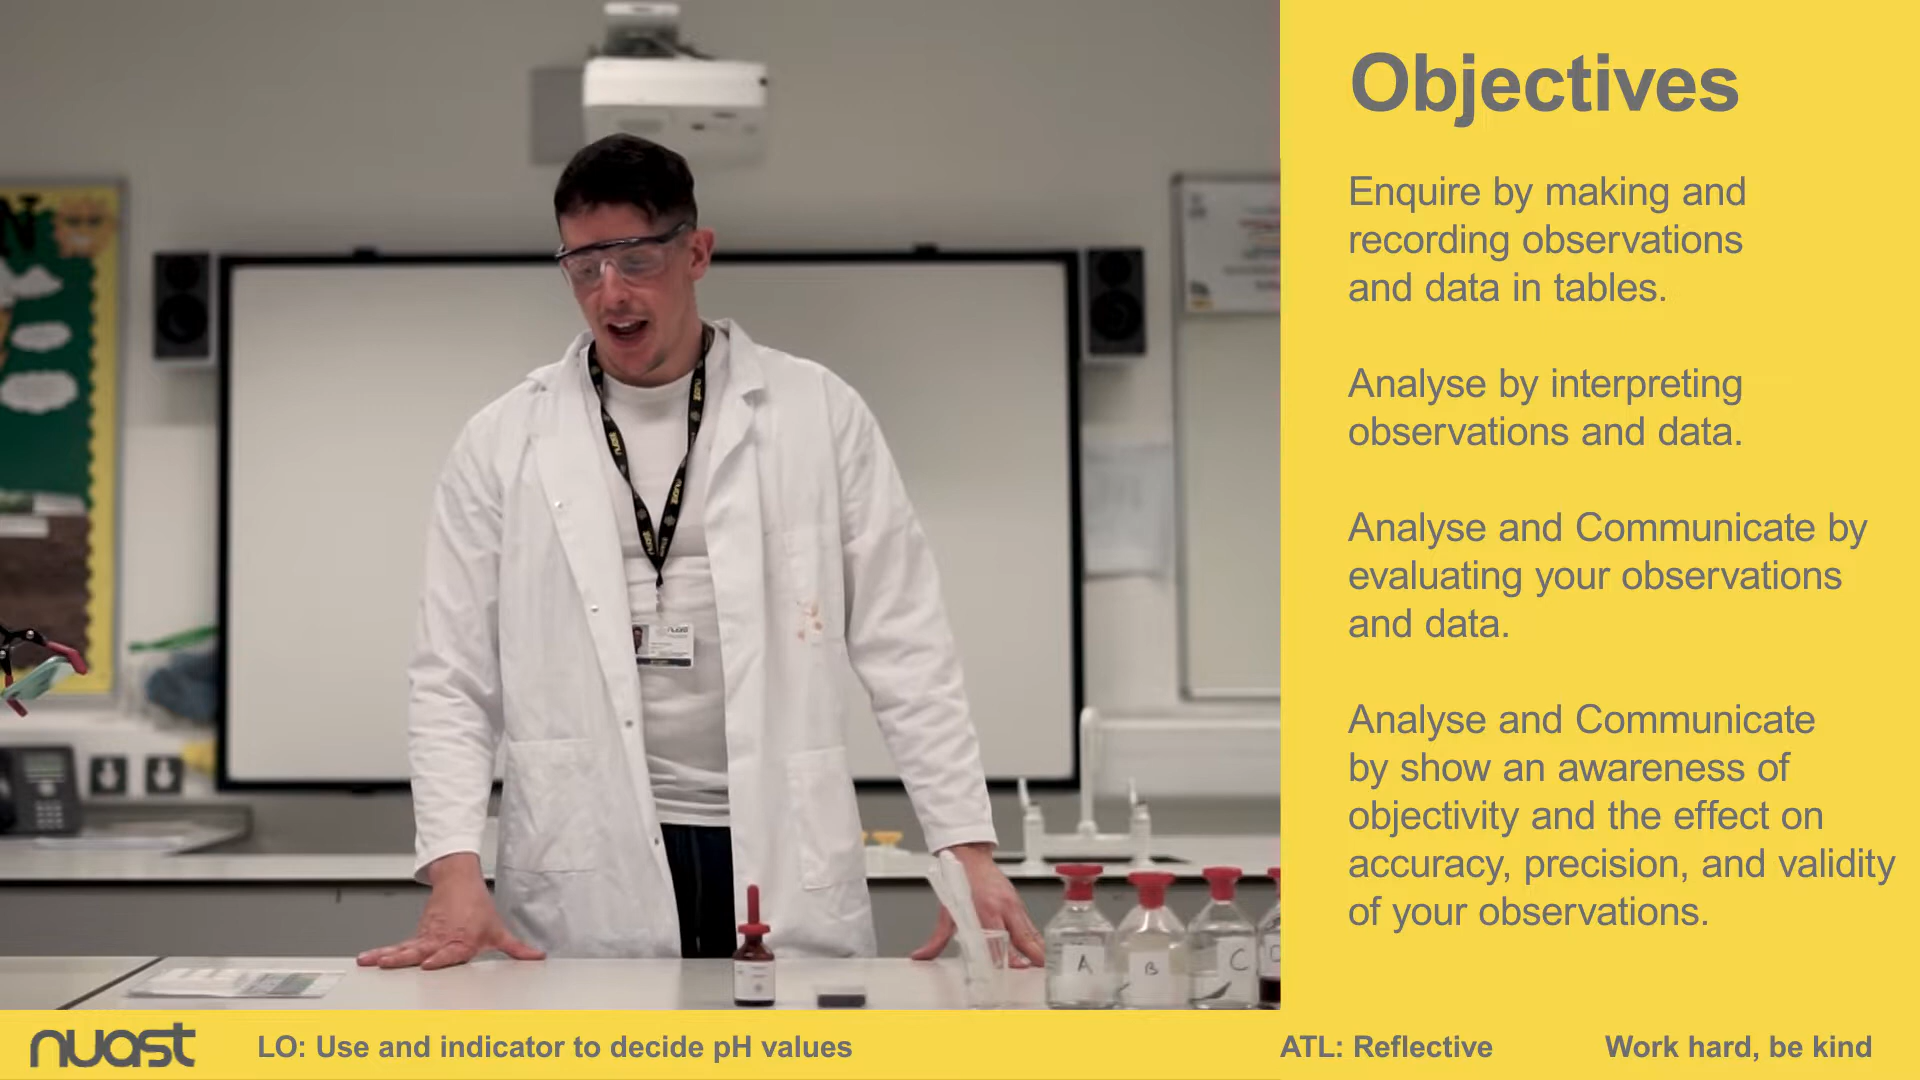 Objectives
Enquire by making and
recording observations
and data in tables.
Analyse by interpreting
observations and data.
Analyse and Communicate by
evaluating your observations
and data.
Analyse and Communicate
by show an awareness of
objectivity and the effect on
accuracy, precision, and validity
of your observations.
N
nuast
nuast
A
B
C
nuast
LO: Use and indicator to decide pH values
ATL: Reflective
Work hard, be kind